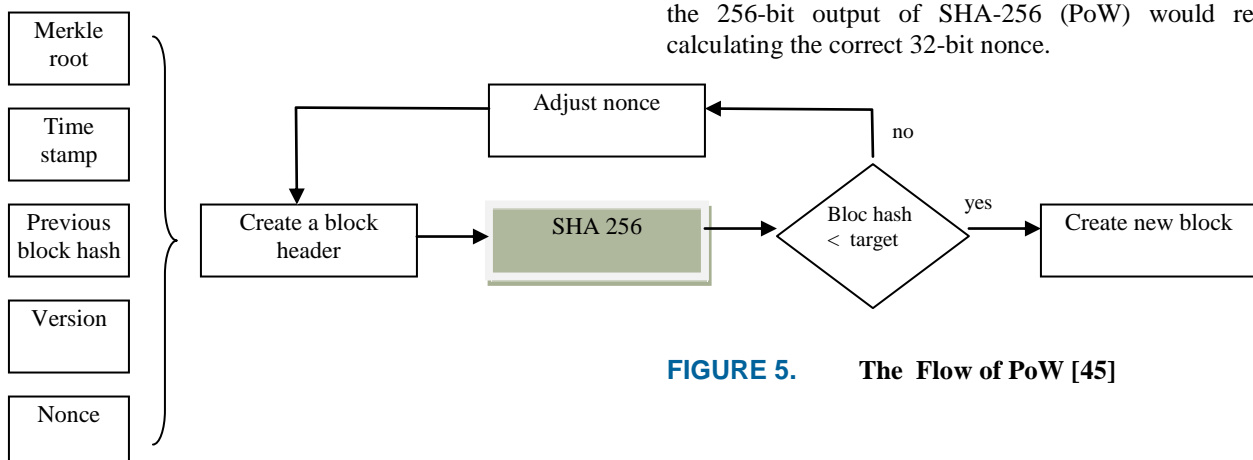 the 256-bit output of SHA-256 (PoW) would re
calculating the correct 32-bit nonce.
Merkle
root
Time
stamp
Previous
block hash
Version
Nonce
Adjust nonce
no
Create a block
header
SHA 256
Bloc hash
< target
yes
Create new block
FIGURE 5. The Flow of PoW [45]